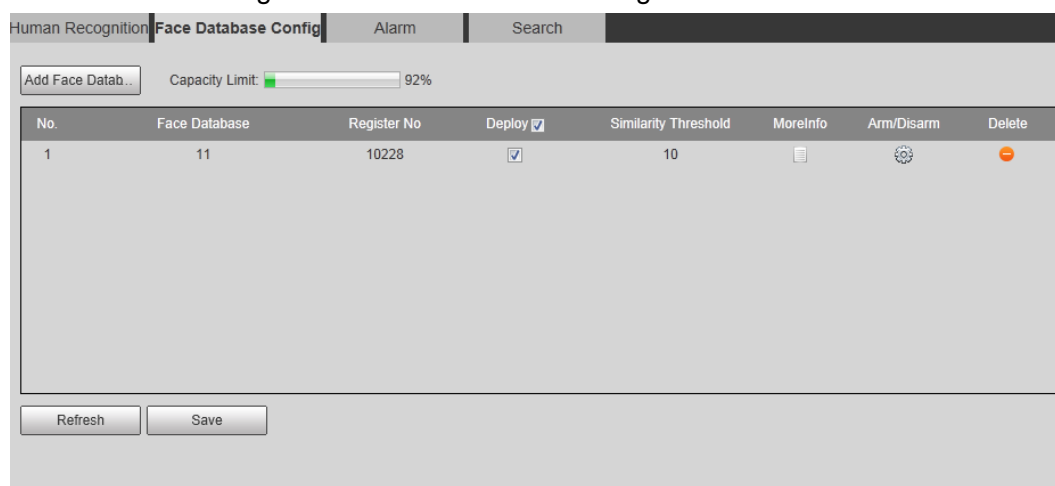 Human Recognition Face Database Config Alarm Search
Add Face Datab... Capacity Limit: 92%
No. Face Database Register No Deploy Similarity Threshold MoreInfo Arm/Disarm Delete
1 11 10228 10
Refresh Save